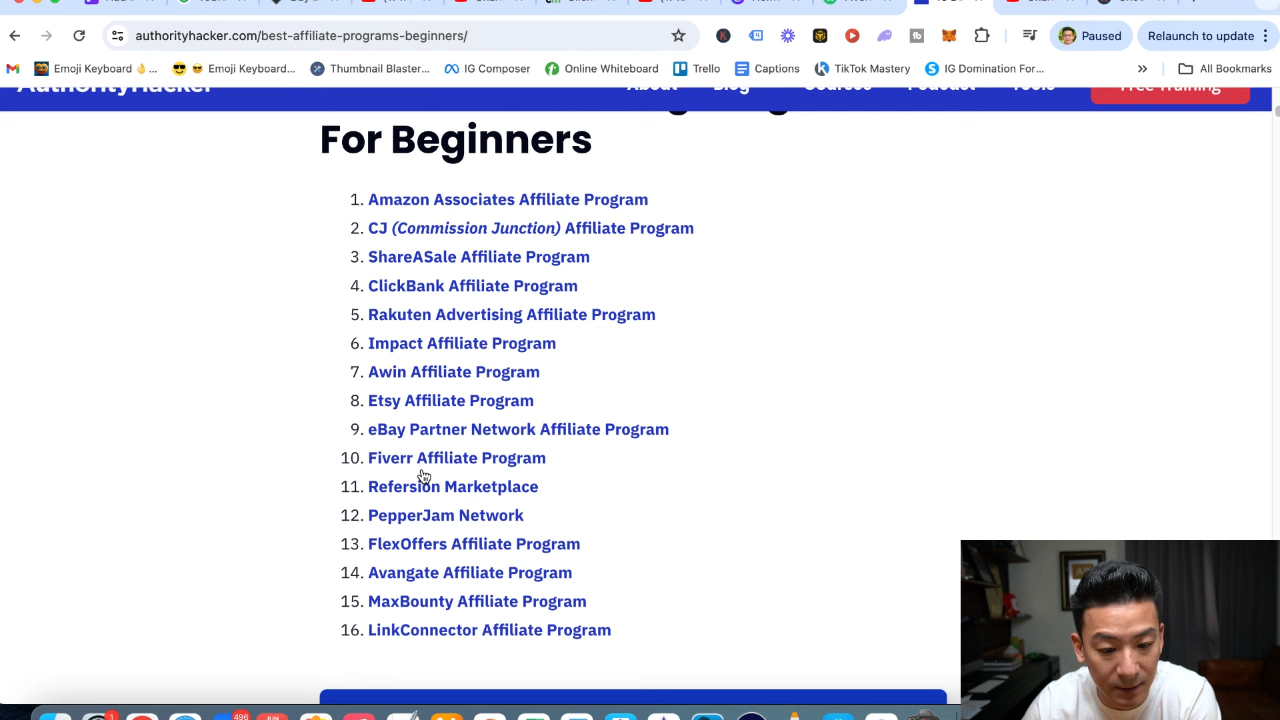 authorityhacker.com/best-affiliate-programs-beginners/
Paused
Relaunch to update
Emoji Keyboard 👌 ...
😎 Emoji Keyboard...
Thumbnail Blaster...
IG Composer
Online Whiteboard
Trello
Captions
TikTok Mastery
IG Domination For...
All Bookmarks
AuthorityHacker
About
Blog
Courses
Podcast
Tools
Free Training
For Beginners
1. Amazon Associates Affiliate Program
2. CJ (Commission Junction) Affiliate Program
3. ShareASale Affiliate Program
4. ClickBank Affiliate Program
5. Rakuten Advertising Affiliate Program
6. Impact Affiliate Program
7. Awin Affiliate Program
8. Etsy Affiliate Program
9. eBay Partner Network Affiliate Program
10. Fiverr Affiliate Program
11. Refersion Marketplace
12. PepperJam Network
13. FlexOffers Affiliate Program
14. Avangate Affiliate Program
15. MaxBounty Affiliate Program
16. LinkConnector Affiliate Program
496